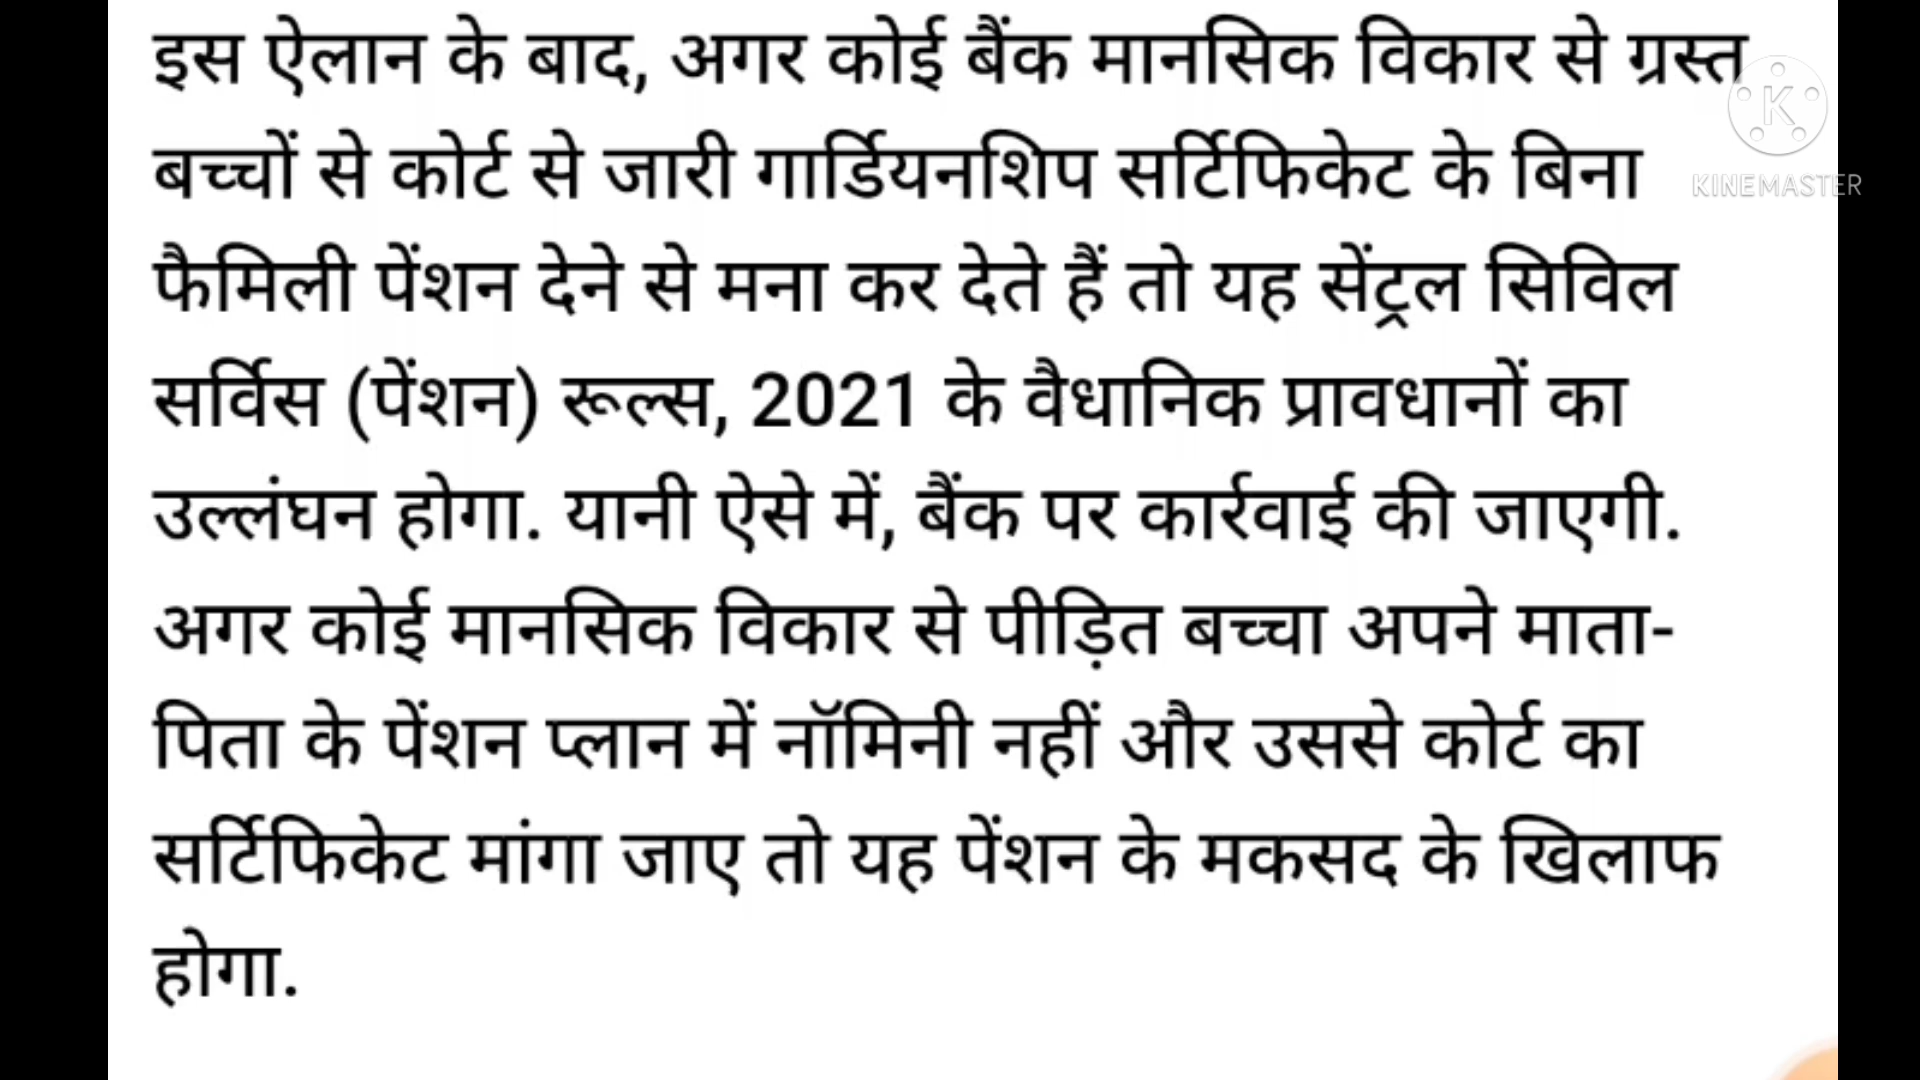 इस ऐलान के बाद, अगर कोई बैंक मानसिक विकार से ग्रस्त
बच्चों से कोर्ट से जारी गार्डियनशिप सर्टिफिकेट के बिना
फैमिली पेंशन देने से मना कर देते हैं तो यह सेंट्रल सिविल
सर्विस (पेंशन) रूल्स, 2021 के वैधानिक प्रावधानों का
उल्लंघन होगा. यानी ऐसे में, बैंक पर कार्रवाई की जाएगी.
अगर कोई मानसिक विकार से पीड़ित बच्चा अपने माता-
पिता के पेंशन प्लान में नॉमिनी नहीं और उससे कोर्ट का
सर्टिफिकेट मांगा जाए तो यह पेंशन के मकसद के खिलाफ
होगा.
K
KINEMASTER